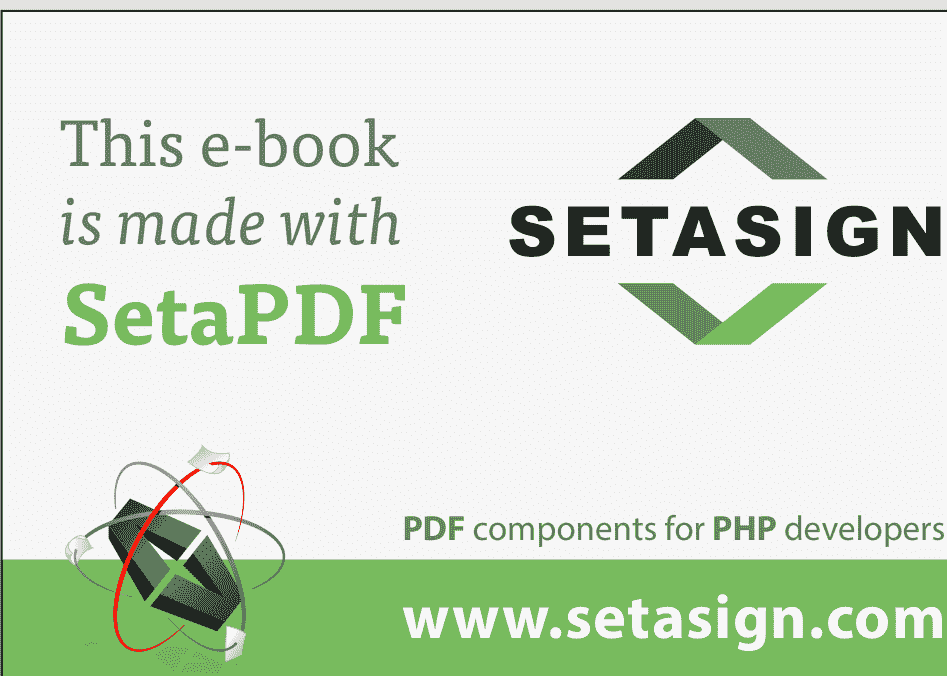 This e-book
is made with
SetaPDF
SETASIGN
PDF components for PHP developers
www.setasign.com